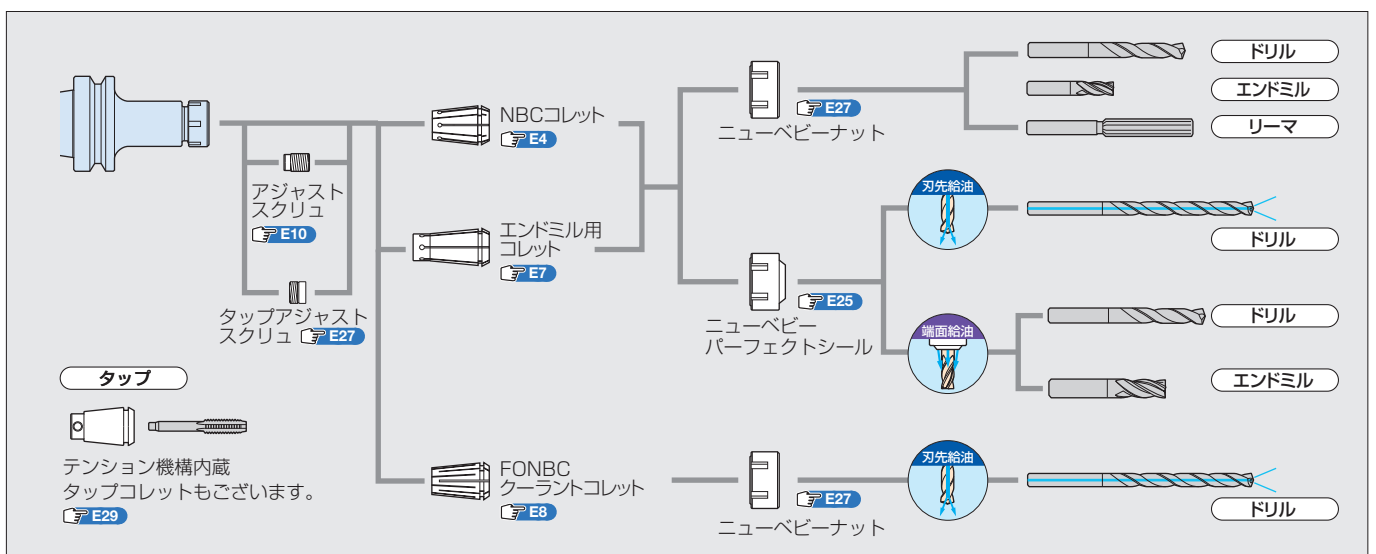 アジャスト
スクリュ
E10
タップアジャスト
スクリュ E27
タップ
テンション機構内蔵
タップコレットもございます。
E29
NBCコレット
E4
エンドミル用
コレット
E7
FONBC
クーラントコレット
E8
E27
ニューベビーナット
E25
ニューベビー
パーフェクトシール
E27
ニューベビーナット
刃先給油
端面給油
刃先給油
ドリル
エンドミル
リーマ
ドリル
ドリル
エンドミル
ドリル